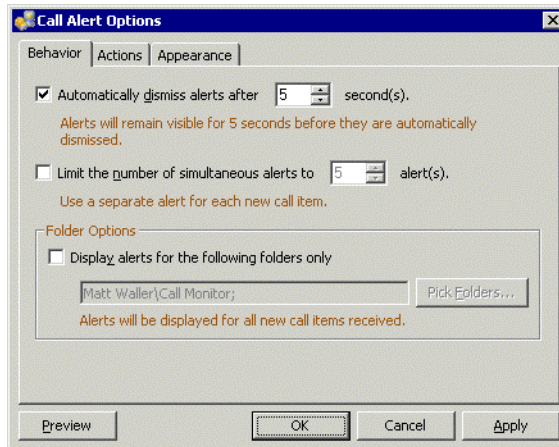 Call Alert Options
Behavior Actions Appearance
Automatically dismiss alerts after 5 second(s).
Alerts will remain visible for 5 seconds before they are automatically
dismissed.
Limit the number of simultaneous alerts to 5 alert(s).
Use a separate alert for each new call item.
Folder Options
Display alerts for the following folders only
Matt Waller\Call Monitor; Pick Folders...
Alerts will be displayed for all new call items received.
Preview OK Cancel Apply